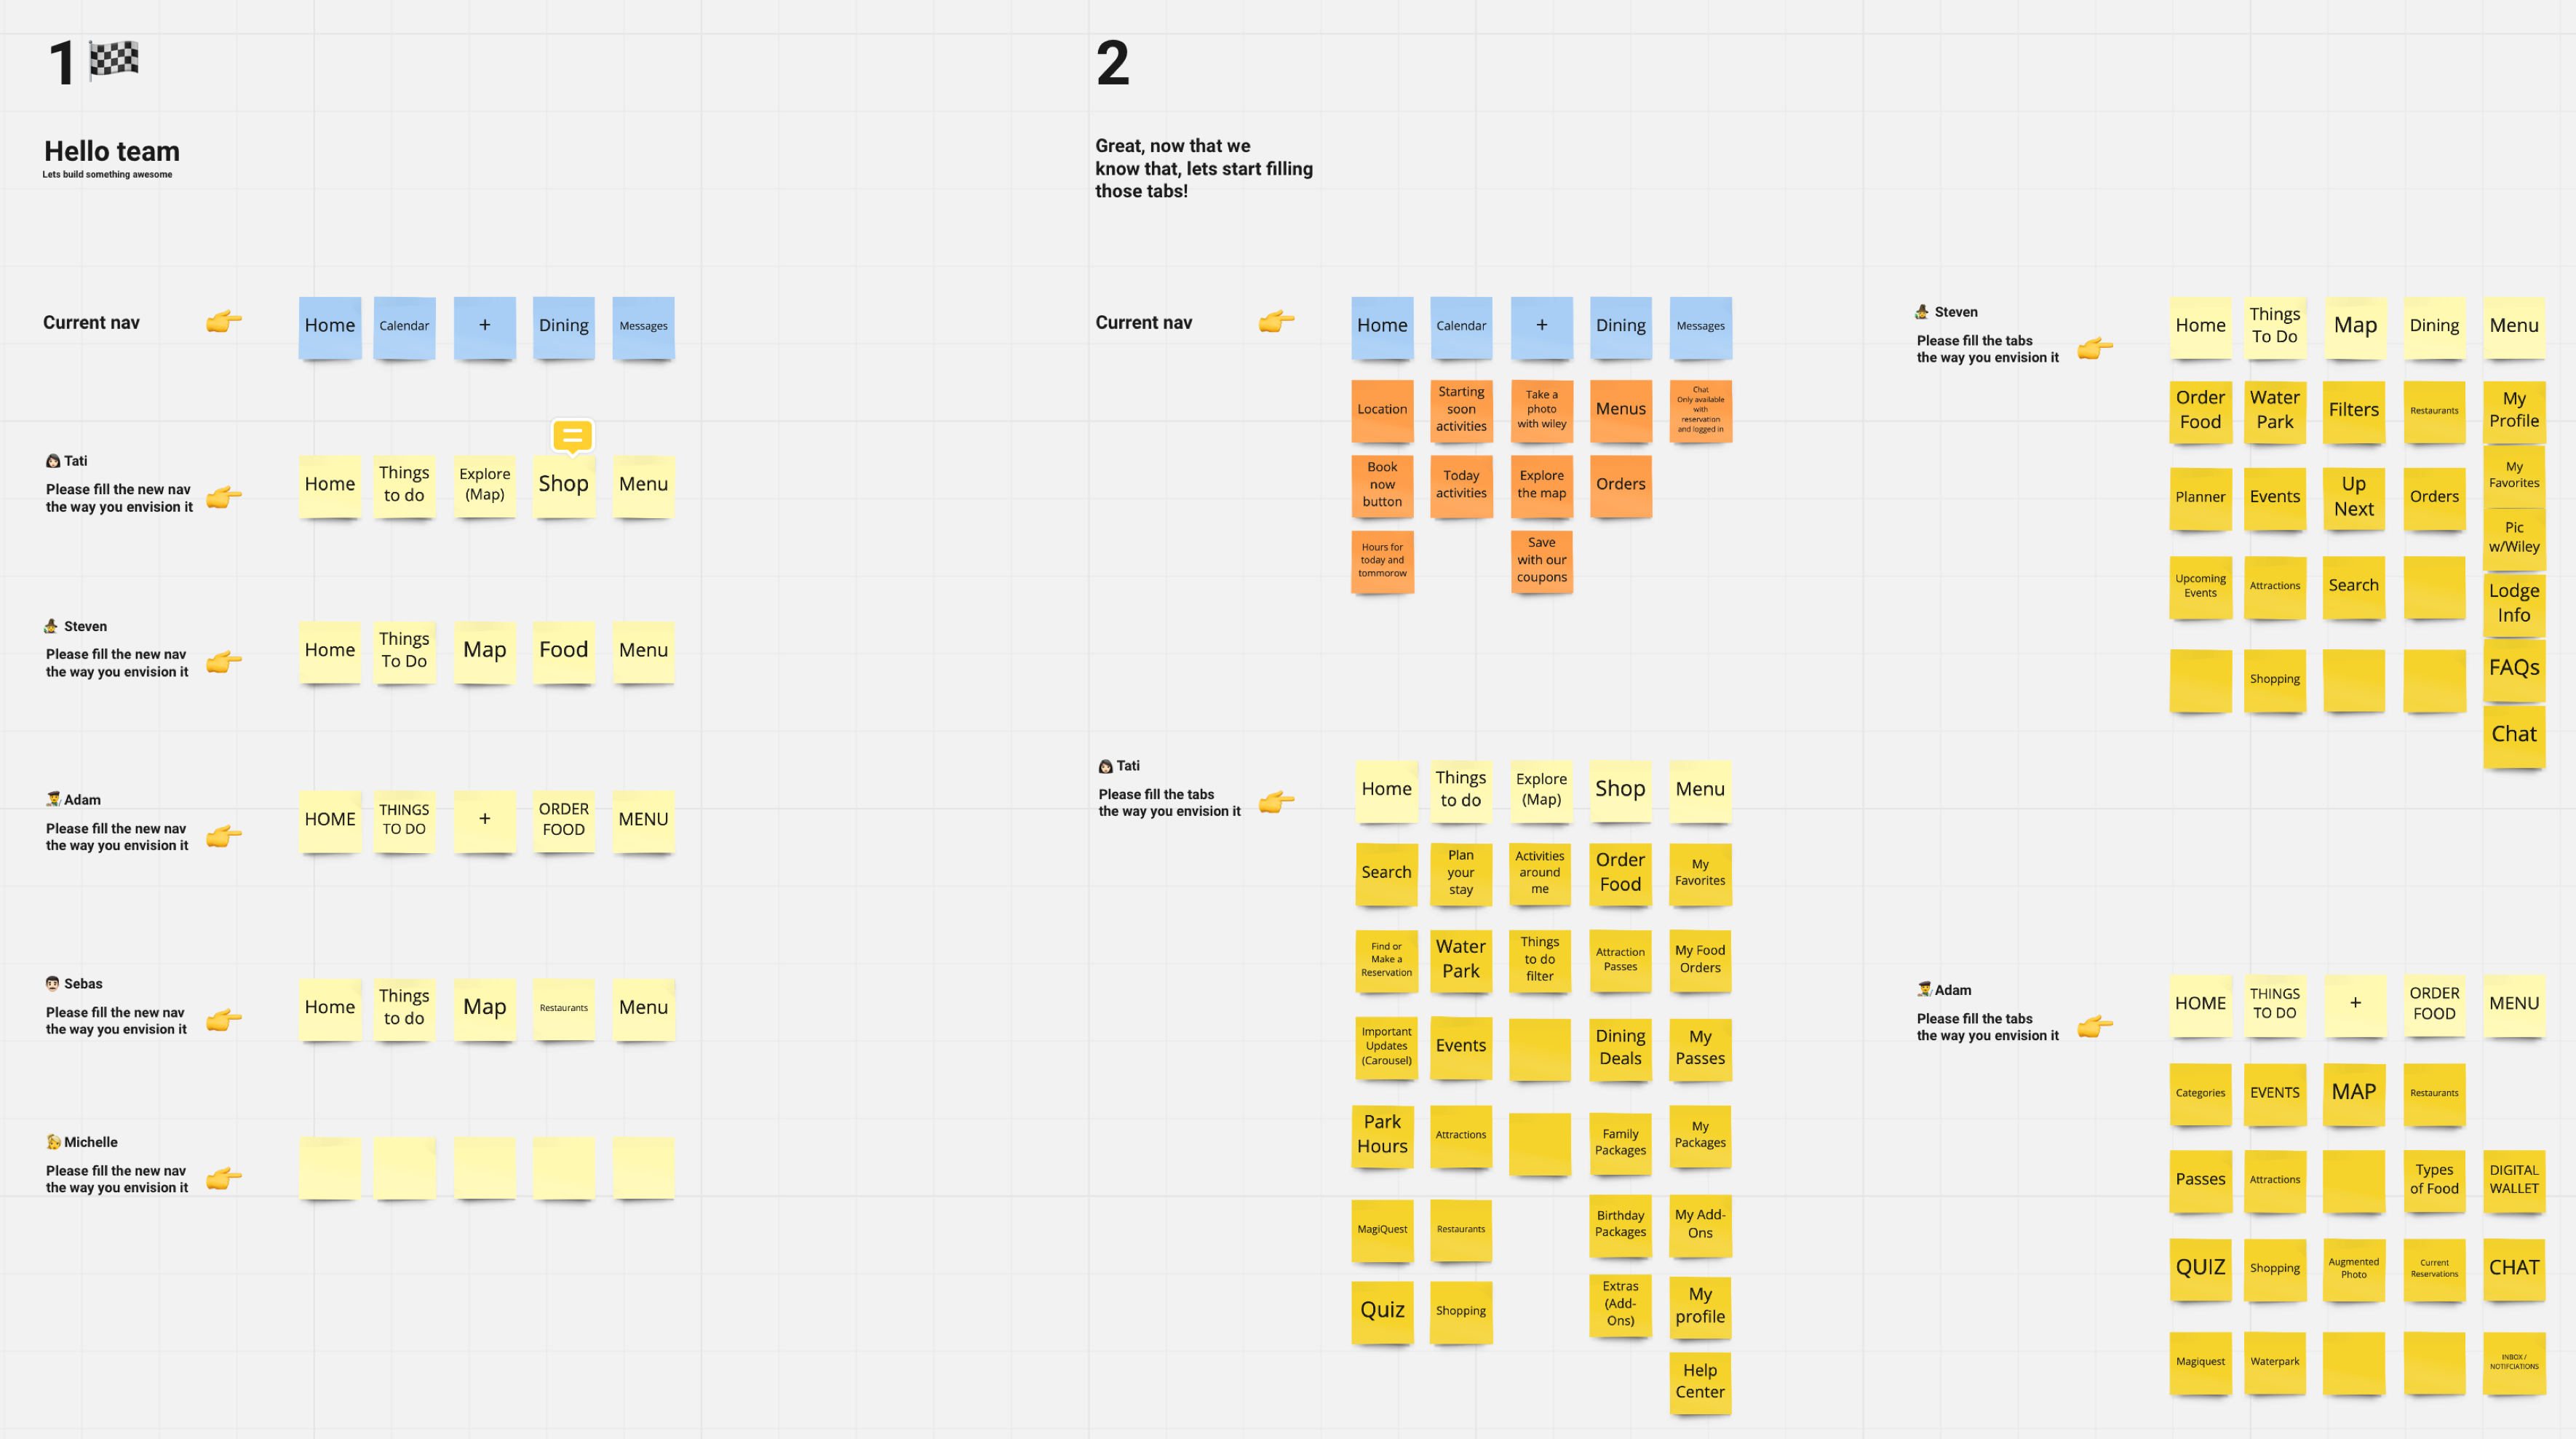 1
Hello team
Lets build something awesome
Current nav
Home
Calendar
+
Dining
Messages
Tati
Please fill the new nav
the way you envision it
Home
Things
to do
Explore
(Map)
Shop
Menu
Steven
Please fill the new nav
the way you envision it
Home
Things
To Do
Map
Food
Menu
Adam
Please fill the new nav
the way you envision it
HOME
THINGS
TO DO
+
ORDER
FOOD
MENU
Sebas
Please fill the new nav
the way you envision it
Home
Things
to do
Map
Restaurants
Menu
Michelle
Please fill the new nav
the way you envision it
2
Great, now that we
know that, lets start filling
those tabs!
Current nav
Home
Calendar
+
Dining
Messages
Location
Starting
soon
activities
Take a
photo
with wiley
Menus
Chat
Only available
with
reservation
and logged in
Book
now
button
Today
activities
Explore
the map
Orders
Hours for
today and
tommorow
Save
with our
coupons
Tati
Please fill the tabs
the way you envision it
Home
Things
to do
Explore
(Map)
Shop
Menu
Search
Plan
your
stay
Activities
around
me
Order
Food
My
Favorites
Find or
Make a
Reservation
Water
Park
Things
to do
filter
Attraction
Passes
My Food
Orders
Important
Updates
(Carousel)
Events
Dining
Deals
My
Passes
Park
Hours
Attractions
Family
Packages
My
Packages
MagiQuest
Restaurants
Birthday
Packages
My Add-
Ons
Quiz
Shopping
Extras
(Add-
Ons)
My
profile
Help
Center
Steven
Please fill the tabs
the way you envision it
Home
Things
To Do
Map
Dining
Menu
Order
Food
Water
Park
Filters
Restaurants
My
Profile
My
Favorites
Planner
Events
Up
Next
Orders
Pic
w/Wiley
Upcoming
Events
Attractions
Search
Lodge
Info
Shopping
FAQs
Chat
Adam
Please fill the tabs
the way you envision it
HOME
THINGS
TO DO
+
ORDER
FOOD
MENU
Categories
EVENTS
MAP
Restaurants
Passes
Attractions
Types
of Food
DIGITAL
WALLET
QUIZ
Shopping
Augmented
Photo
Current
Reservations
CHAT
Magiquest
Waterpark
INBOX /
NOTIFCIATIONS